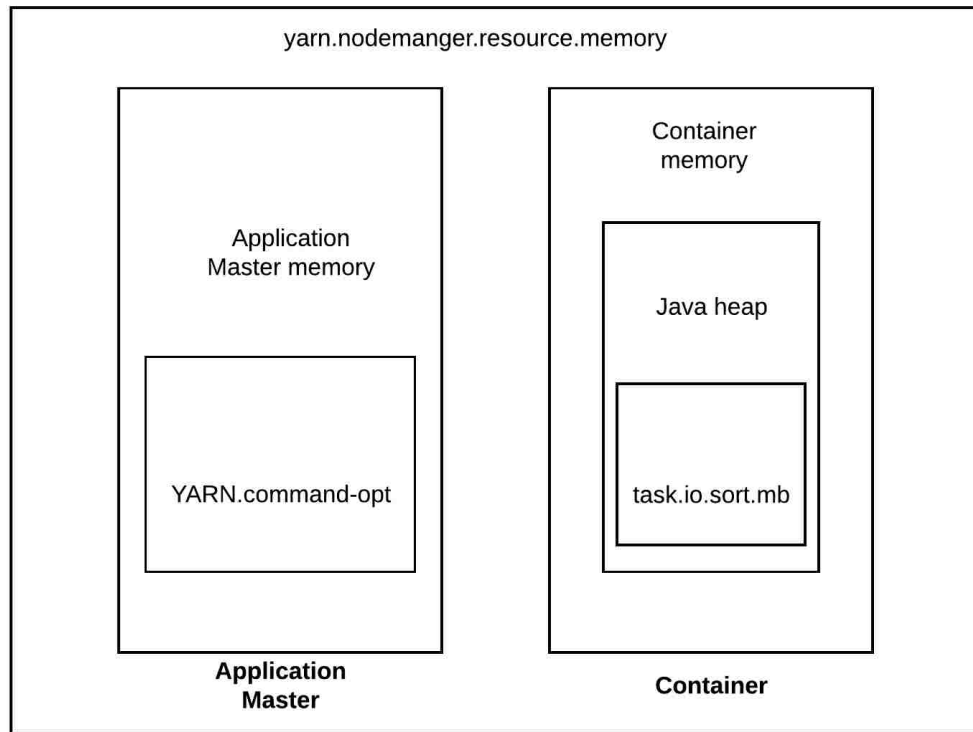 yarn.nodemanger.resource.memory
Application
Master memory
YARN.command-opt
Application
Master
Container
memory
Java heap
task.io.sort.mb
Container